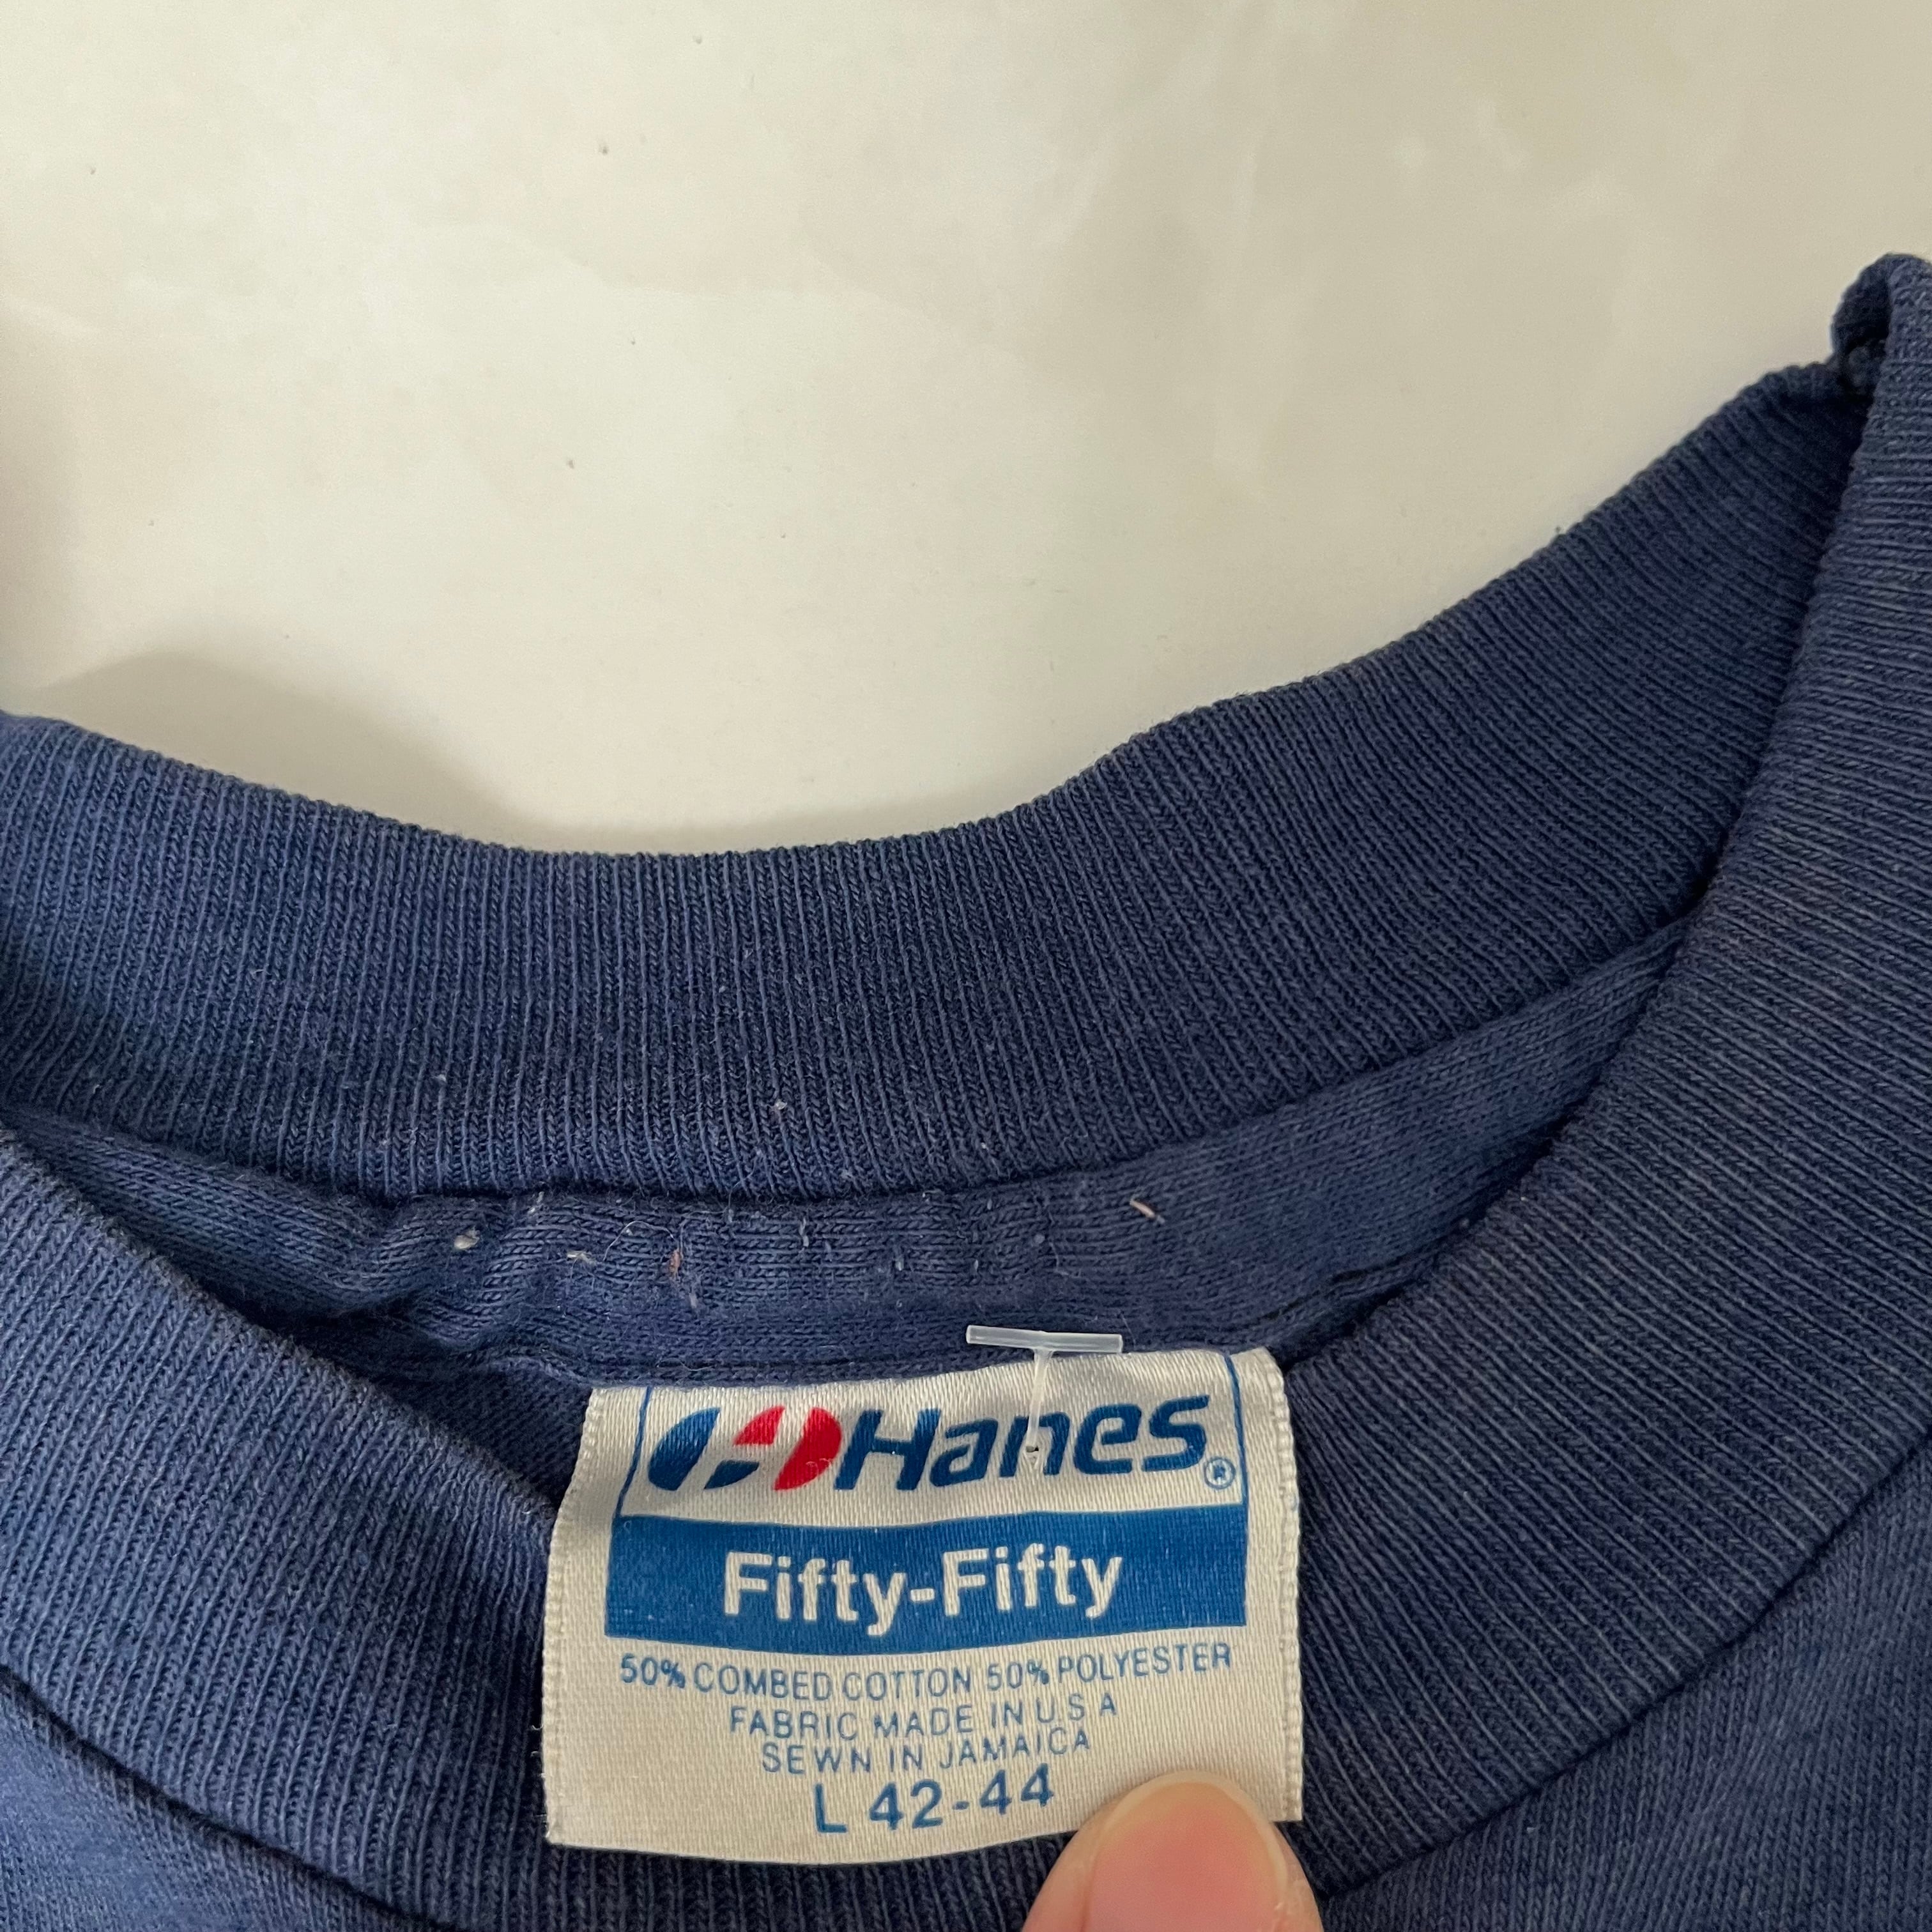 Hanes®
Fifty-Fifty
50% COMBED COTTON 50% POLYESTER
FABRIC MADE IN U.S A
SEWN IN JAMAICA
L 42-44